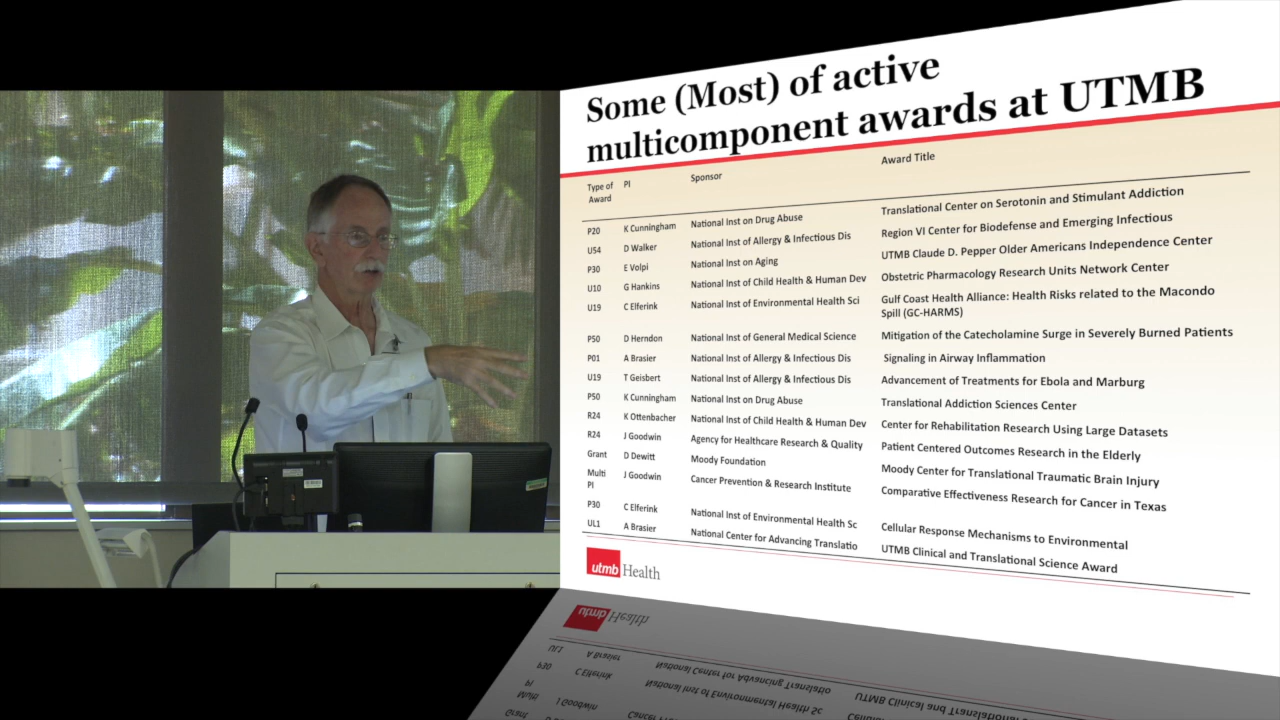 Some (Most) of active
multicomponent awards at UTMB
Type of Award PI Sponsor Award Title
P20 K Cunningham National Inst on Drug Abuse Translational Center on Serotonin and Stimulant Addiction
U54 D Walker National Inst of Allergy & Infectious Dis Region VI Center for Biodefense and Emerging Infectious
P30 E Volpi National Inst on Aging UTMB Claude D. Pepper Older Americans Independence Center
U10 G Hankins National Inst of Child Health & Human Dev Obstetric Pharmacology Research Units Network Center
U19 C Elferink National Inst of Environmental Health Sci Gulf Coast Health Alliance: Health Risks related to the Macondo
Spill (GC-HARMS)
P50 D Herndon National Inst of General Medical Science Mitigation of the Catecholamine Surge in Severely Burned Patients
P01 A Brasier National Inst of Allergy & Infectious Dis Signaling in Airway Inflammation
U19 T Geisbert National Inst of Allergy & Infectious Dis Advancement of Treatments for Ebola and Marburg
P50 K Cunningham National Inst on Drug Abuse Translational Addiction Sciences Center
R24 K Ottenbacher National Inst of Child Health & Human Dev Center for Rehabilitation Research Using Large Datasets
R24 J Goodwin Agency for Healthcare Research & Quality Patient Centered Outcomes Research in the Elderly
Grant D Dewitt Moody Foundation Moody Center for Translational Traumatic Brain Injury
Multi PI J Goodwin Cancer Prevention & Research Institute Comparative Effectiveness Research for Cancer in Texas
P30 C Elferink National Inst of Environmental Health Sc Cellular Response Mechanisms to Environmental
UL1 A Brasier National Center for Advancing Translatio UTMB Clinical and Translational Science Award
utmb Health